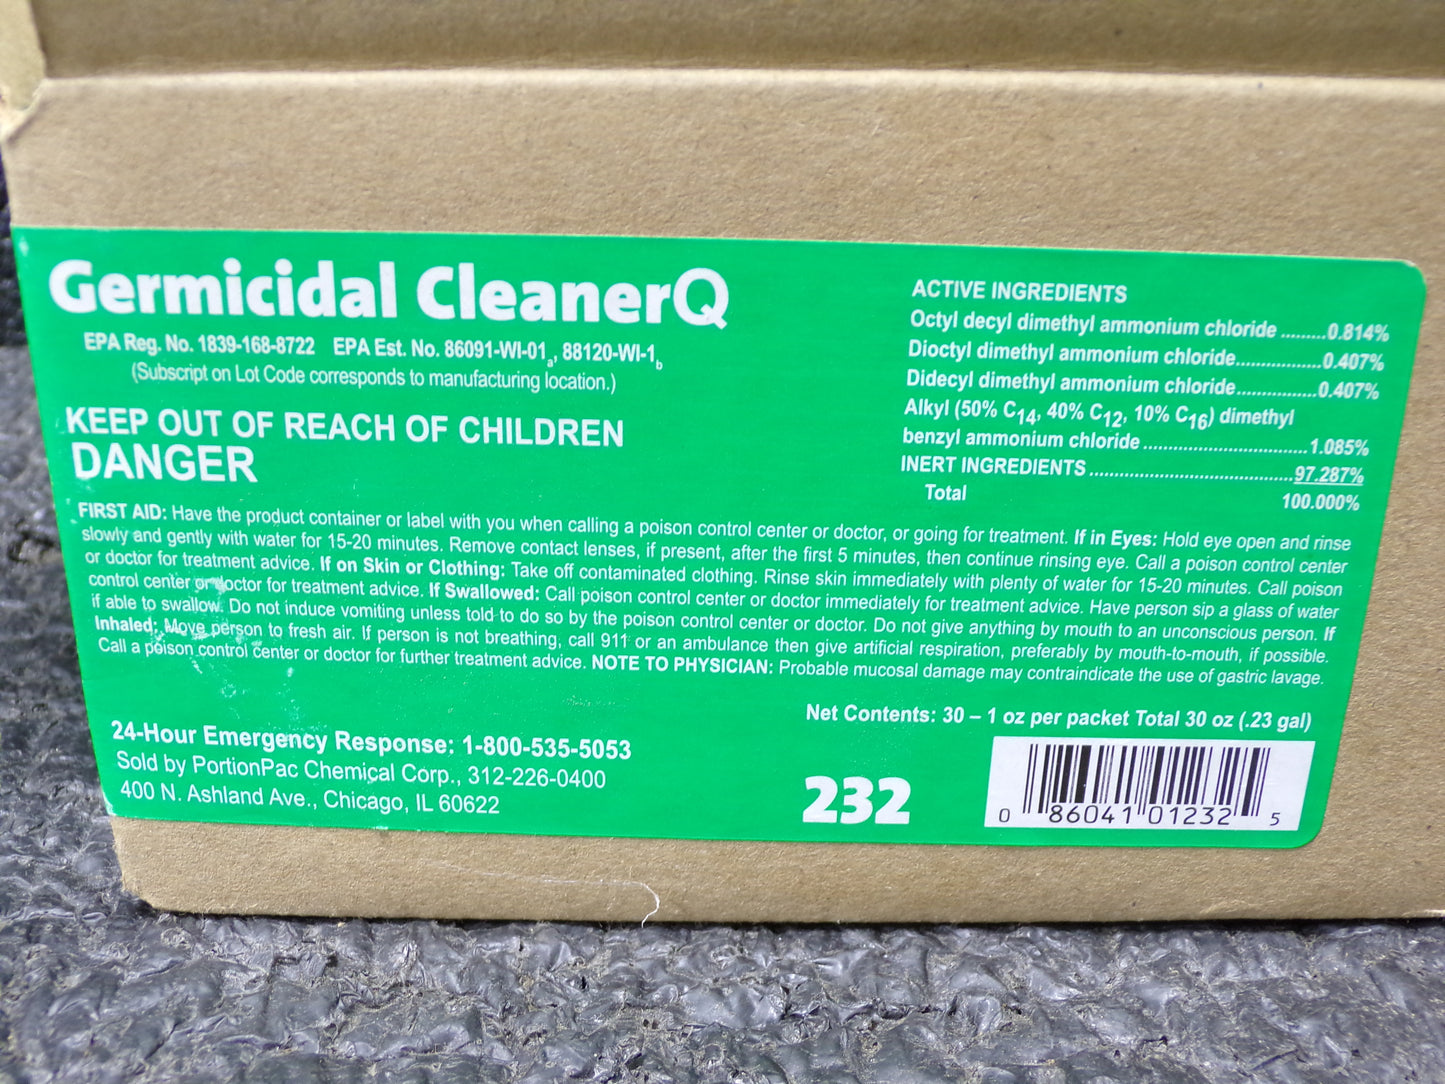 Germicidal CleanerQ
EPA Reg. No. 1839-168-8722 EPA Est. No. 86091-WI-01a, 88120-WI-1b
(Subscript on Lot Code corresponds to manufacturing location.)
KEEP OUT OF REACH OF CHILDREN
DANGER
ACTIVE INGREDIENTS
Octyl decyl dimethyl ammonium chloride .........0.814%
Dioctyl dimethyl ammonium chloride.................0.407%
Didecyl dimethyl ammonium chloride................0.407%
Alkyl (50% C14, 40% C12, 10% C16) dimethyl
benzyl ammonium chloride .................................1.085%
INERT INGREDIENTS .........................................97.287%
Total 100.000%
FIRST AID: Have the product container or label with you when calling a poison control center or doctor, or going for treatment. If in Eyes: Hold eye open and rinse
slowly and gently with water for 15-20 minutes. Remove contact lenses, if present, after the first 5 minutes, then continue rinsing eye. Call a poison control center
or doctor for treatment advice. If on Skin or Clothing: Take off contaminated clothing. Rinse skin immediately with plenty of water for 15-20 minutes. Call poison
control center or doctor for treatment advice. If Swallowed: Call poison control center or doctor immediately for treatment advice. Have person sip a glass of water
if able to swallow. Do not induce vomiting unless told to do so by the poison control center or doctor. Do not give anything by mouth to an unconscious person. If
Inhaled: Move person to fresh air. If person is not breathing, call 911 or an ambulance then give artificial respiration, preferably by mouth-to-mouth, if possible.
Call a poison control center or doctor for further treatment advice. NOTE TO PHYSICIAN: Probable mucosal damage may contraindicate the use of gastric lavage.
Net Contents: 30 – 1 oz per packet Total 30 oz (.23 gal)
24-Hour Emergency Response: 1-800-535-5053
Sold by PortionPac Chemical Corp., 312-226-0400
400 N. Ashland Ave., Chicago, IL 60622
232
0 86041 01232 5